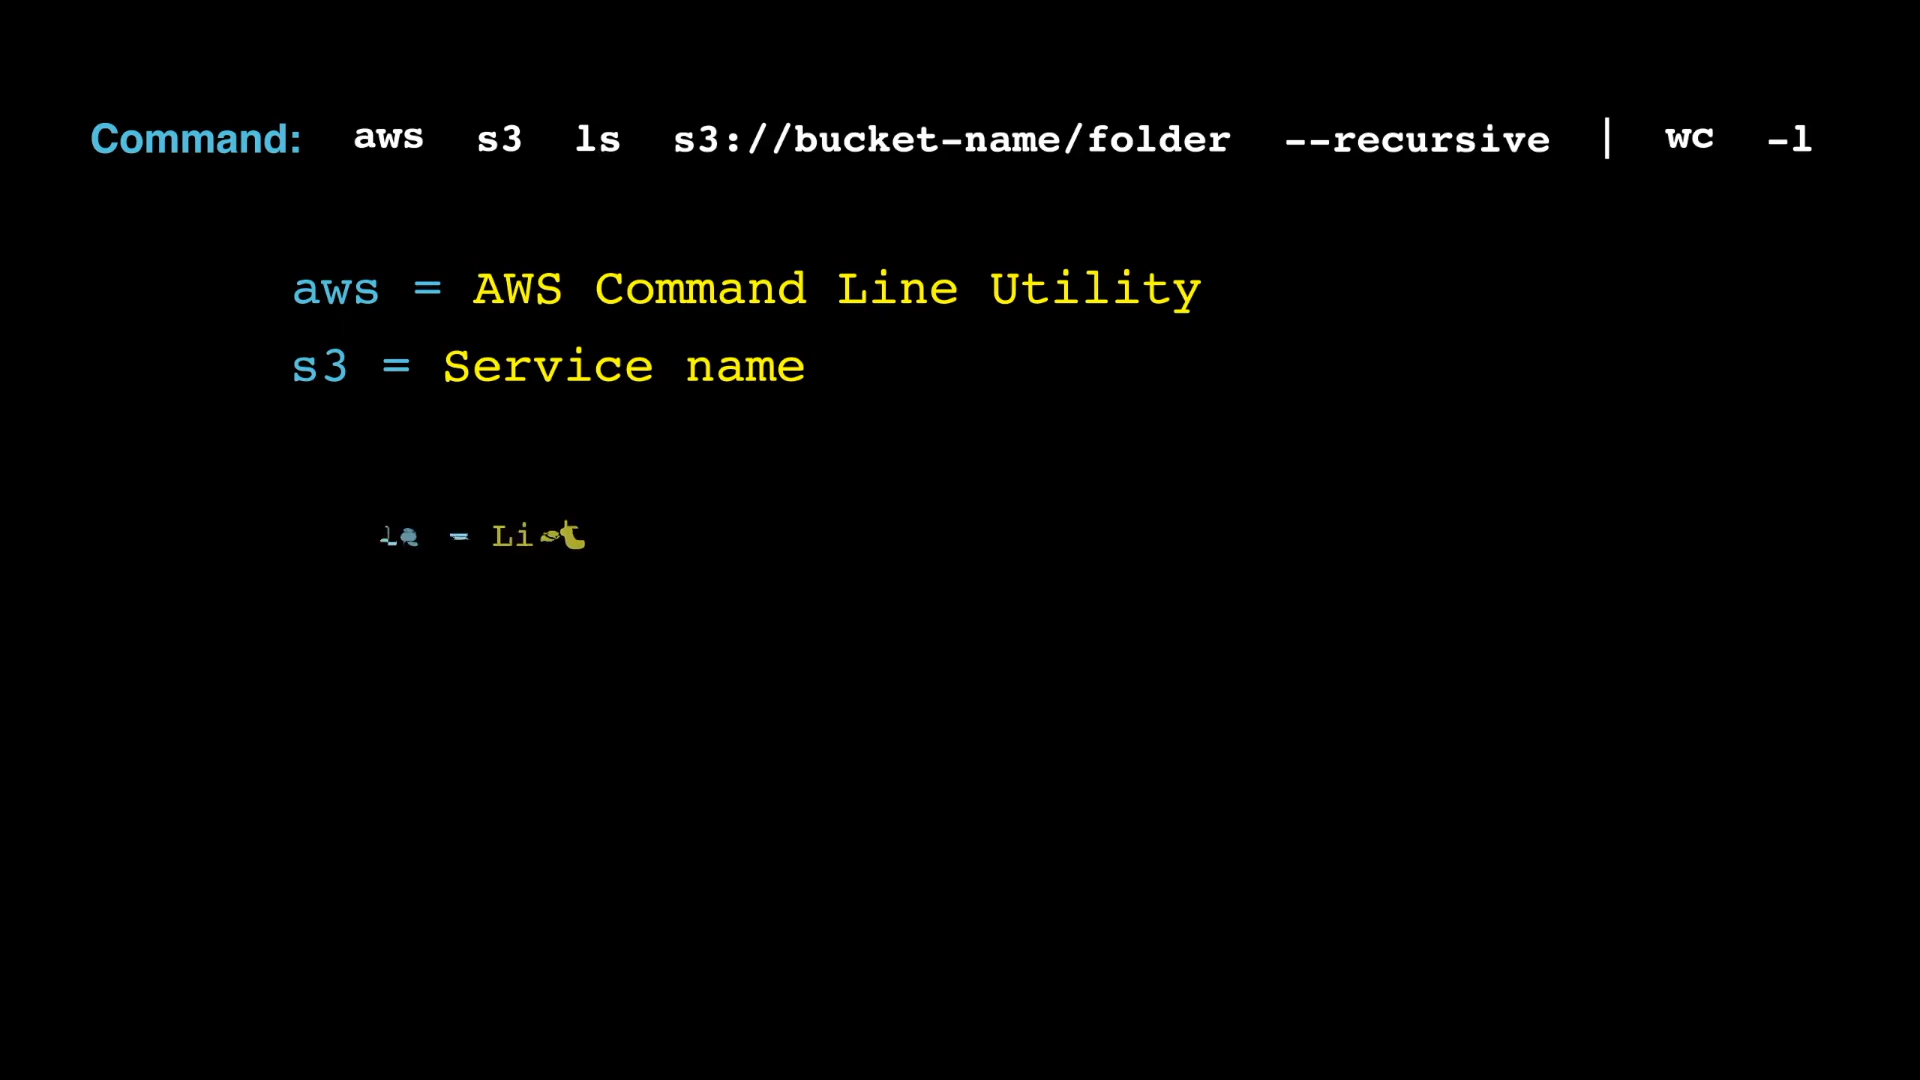 Command: aws s3 ls s3://bucket-name/folder --recursive | wc -l
aws = AWS Command Line Utility
s3 = Service name